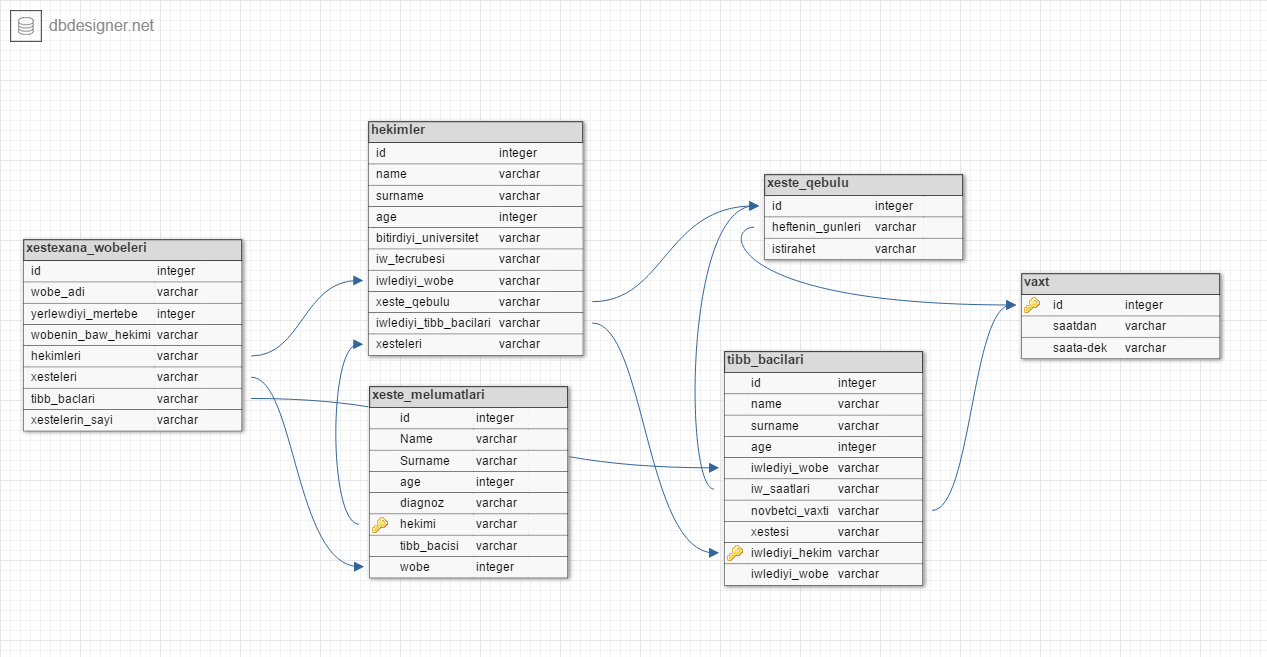 dbdesigner.net
xestexana_wobeleri
id integer
wobe_adi varchar
yerlewdiyi_mertebe integer
wobenin_baw_hekimi varchar
hekimleri varchar
xesteleri varchar
tibb_baclari varchar
xestelerin_sayi varchar
hekimler
id integer
name varchar
surname varchar
age integer
bitirdiyi_universitet varchar
iw_tecrubesi varchar
iwlediyi_wobe varchar
xeste_qebulu varchar
iwlediyi_tibb_bacilari varchar
xesteleri varchar
xeste_melumatlari
id integer
Name varchar
Surname varchar
age integer
diagnoz varchar
hekimi varchar
tibb_bacisi varchar
wobe integer
xeste_qebulu
id integer
heftenin_gunleri varchar
istirahet varchar
tibb_bacilari
id integer
name varchar
surname varchar
age integer
iwlediyi_wobe varchar
iw_saatlari varchar
novbetci_vaxti varchar
xestesi varchar
iwlediyi_hekim varchar
iwlediyi_wobe varchar
vaxt
id integer
saatdan varchar
saata-dek varchar